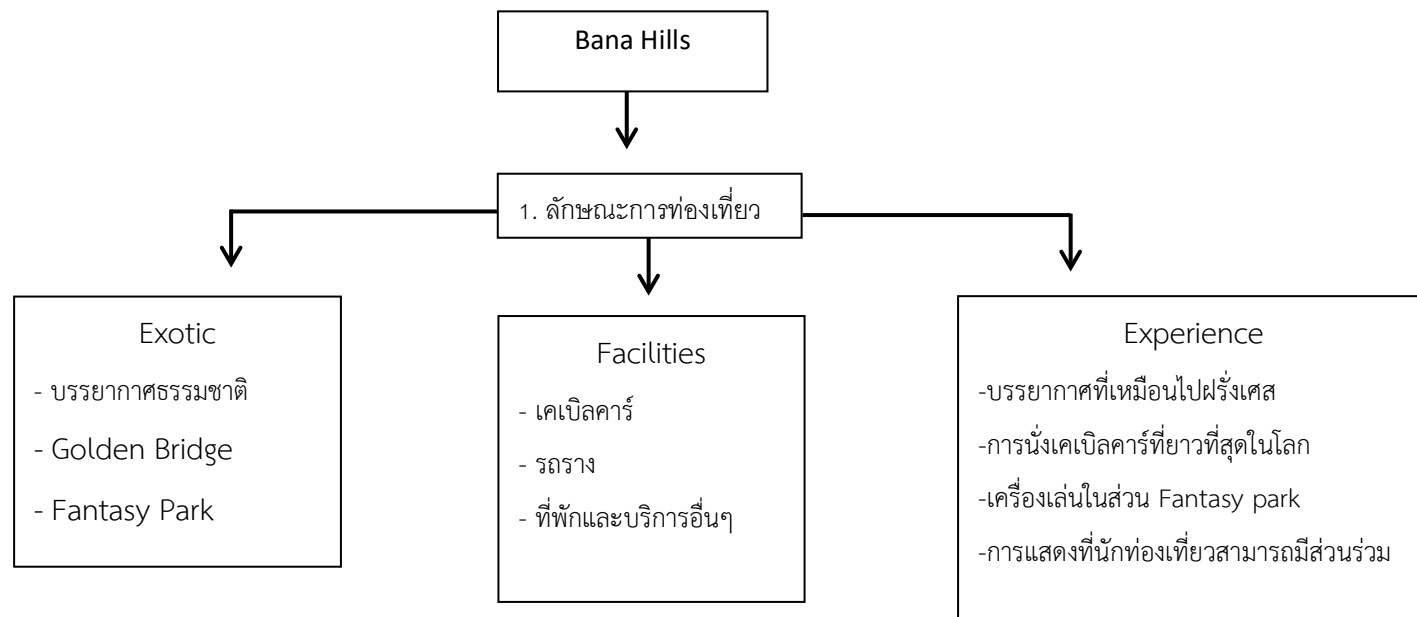 Bana Hills
1. ลักษณะการท่องเที่ยว
Exotic
- บรรยากาศธรรมชาติ
- Golden Bridge
- Fantasy Park
Facilities
- เคเบิลคาร์
- รถราง
- ที่พักและบริการอื่นๆ
Experience
-บรรยากาศที่เหมือนไปฝรั่งเศส
-การนั่งเคเบิลคาร์ที่ยาวที่สุดในโลก
-เครื่องเล่นในส่วน Fantasy park
-การแสดงที่นักท่องเที่ยวสามารถมีส่วนร่วม